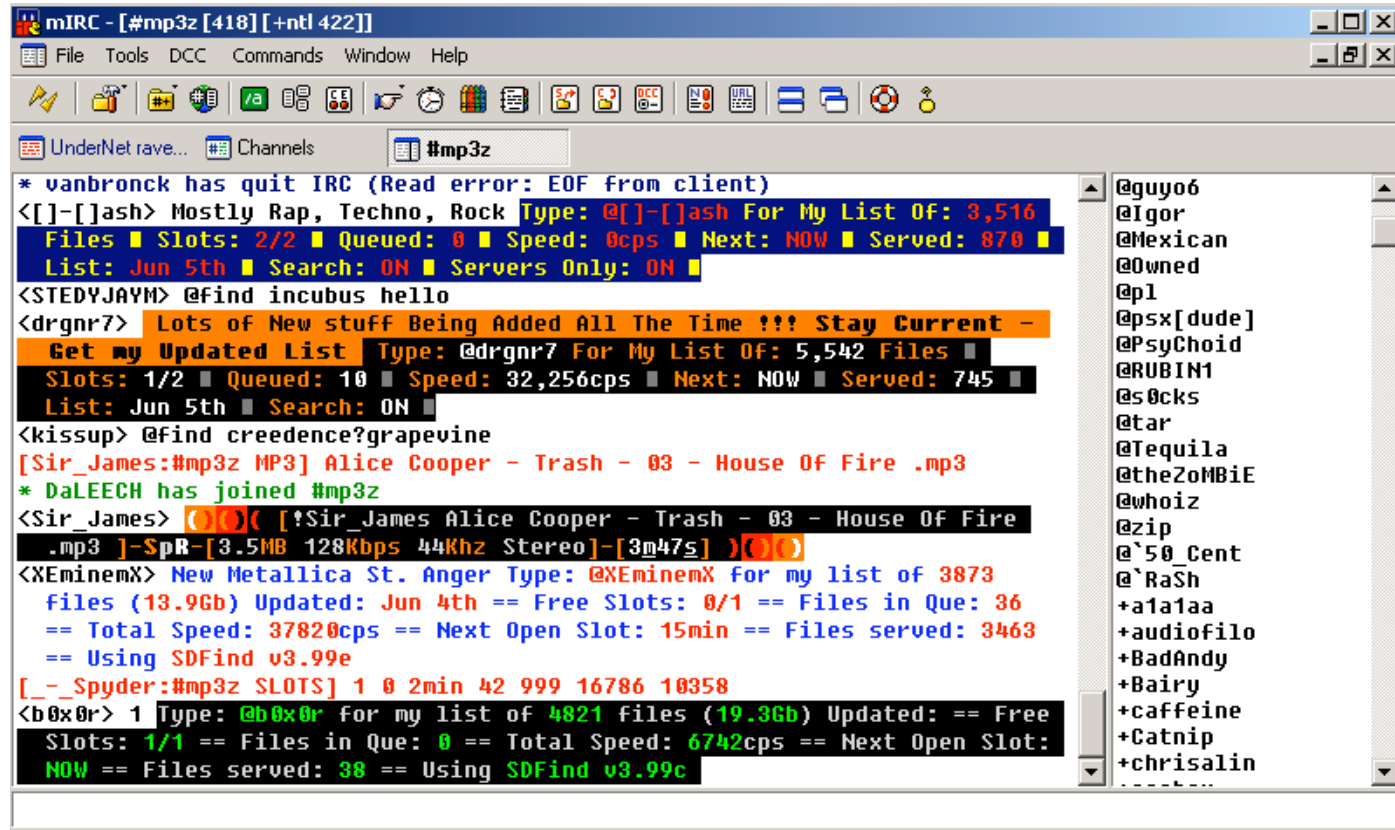 mIRC - [#mp3z [418] [+ntl 422]]
File Tools DCC Commands Window Help
UnderNet rave... Channels #mp3z
* vanbronck has quit IRC (Read error: EOF from client)
<[]-[]ash> Mostly Rap, Techno, Rock Type: @[]-[]ash For My List Of: 3,516
Files Slots: 2/2 Queued: 0 Speed: 0cps Next: NOW Served: 870
List: Jun 5th Search: ON Servers Only: ON
<STEDYJAYM> @find incubus hello
<drgnr7> Lots of New stuff Being Added All The Time !!! Stay Current -
Get my Updated List Type: @drgnr7 For My List Of: 5,542 Files
Slots: 1/2 Queued: 10 Speed: 32,256cps Next: NOW Served: 745
List: Jun 5th Search: ON
<kissup> @find creedence?grapevine
[Sir_James:#mp3z MP3] Alice Cooper - Trash - 03 - House Of Fire .mp3
* DaLEECH has joined #mp3z
<Sir_James> ()()( [!Sir_James Alice Cooper - Trash - 03 - House Of Fire
.mp3 ]-SpR-[3.5MB 128Kbps 44Khz Stereo]-[3m47s] )()()
<XEminemX> New Metallica St. Anger Type: @XEminemX for my list of 3873
files (13.9Gb) Updated: Jun 4th == Free Slots: 0/1 == Files in Que: 36
== Total Speed: 37820cps == Next Open Slot: 15min == Files served: 3463
== Using SDFind v3.99e
[_-_Spyder:#mp3z SLOTS] 1 0 2min 42 999 16786 10358
<b0x0r> 1 Type: @b0x0r for my list of 4821 files (19.3Gb) Updated: == Free
Slots: 1/1 == Files in Que: 0 == Total Speed: 6742cps == Next Open Slot:
NOW == Files served: 38 == Using SDFind v3.99c
@guyo6
@Igor
@Mexican
@Owned
@pl
@psx[dude]
@PsyChoid
@RUBIN1
@s0cks
@tar
@Tequila
@theZoMBiE
@whoiz
@zip
@`50_Cent
@`RaSh
+a1a1aa
+audiofilo
+BadAndy
+Bairy
+caffeine
+Catnip
+chrisalin